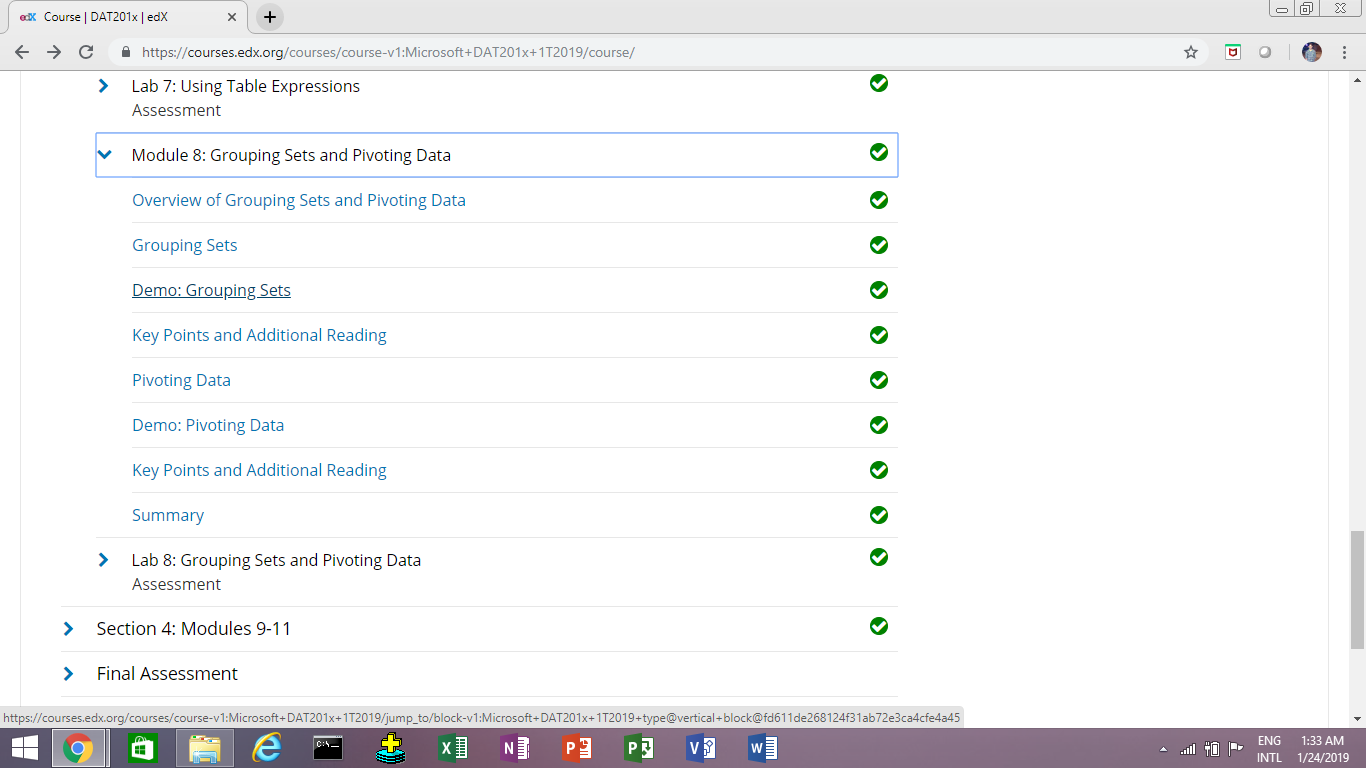 edX Course | DAT201x | edX
https://courses.edx.org/courses/course-v1:Microsoft+DAT201x+1T2019/course/
Lab 7: Using Table Expressions
Assessment
Module 8: Grouping Sets and Pivoting Data
Overview of Grouping Sets and Pivoting Data
Grouping Sets
Demo: Grouping Sets
Key Points and Additional Reading
Pivoting Data
Demo: Pivoting Data
Key Points and Additional Reading
Summary
Lab 8: Grouping Sets and Pivoting Data
Assessment
Section 4: Modules 9-11
Final Assessment
https://courses.edx.org/courses/course-v1:Microsoft+DAT201x+1T2019/jump_to/block-v1:Microsoft+DAT201x+1T2019+type@vertical+block@fd611de268124f31ab72e3ca4cfe4a45
ENG 1:33 AM
INTL 1/24/2019